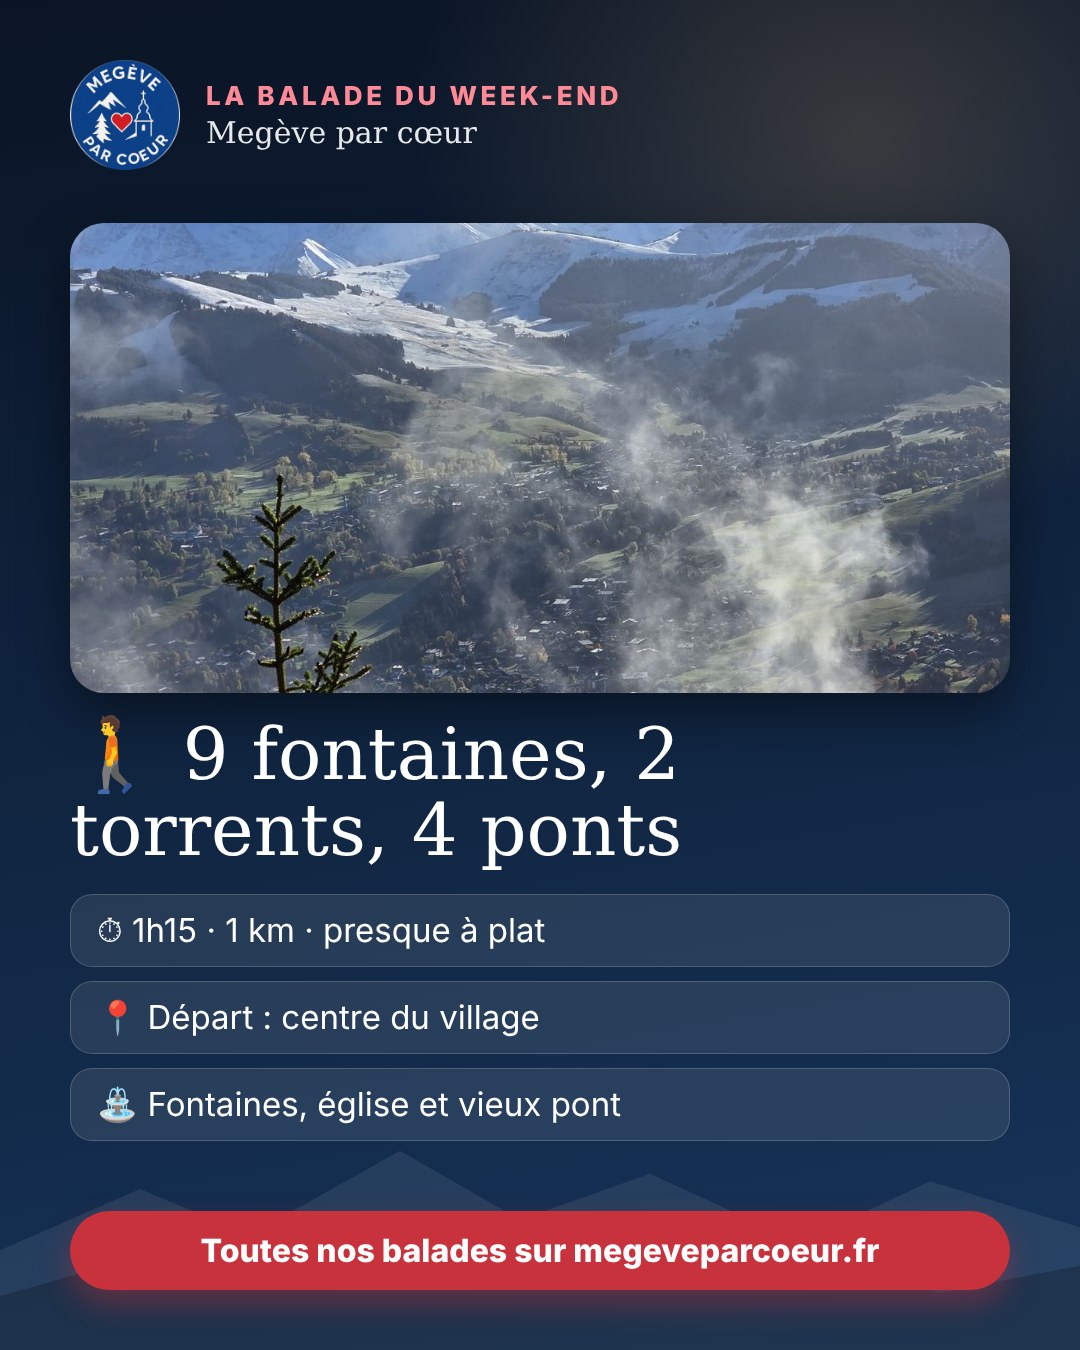 MEGÈVE
PAR COEUR
LA BALADE DU WEEK-END
Megève par cœur
🚶 9 fontaines, 2
torrents, 4 ponts
⏱ 1h15 · 1 km · presque à plat
📍 Départ : centre du village
⛲ Fontaines, église et vieux pont
Toutes nos balades sur megeveparcoeur.fr